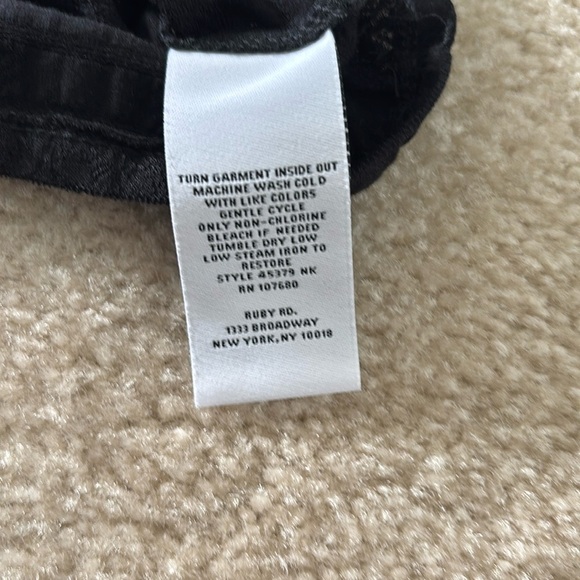 TURN GARMENT INSIDE OUT
MACHINE WASH COLD
WITH LIKE COLORS
GENTLE CYCLE
ONLY NON-CHLORINE
BLEACH IF NEEDED
TUMBLE DRY LOW
LOW STEAM IRON TO
RESTORE
STYLE 45379 NK
RN 107680
RUBY RD.
1333 BROADWAY
NEW YORK,NY 10018